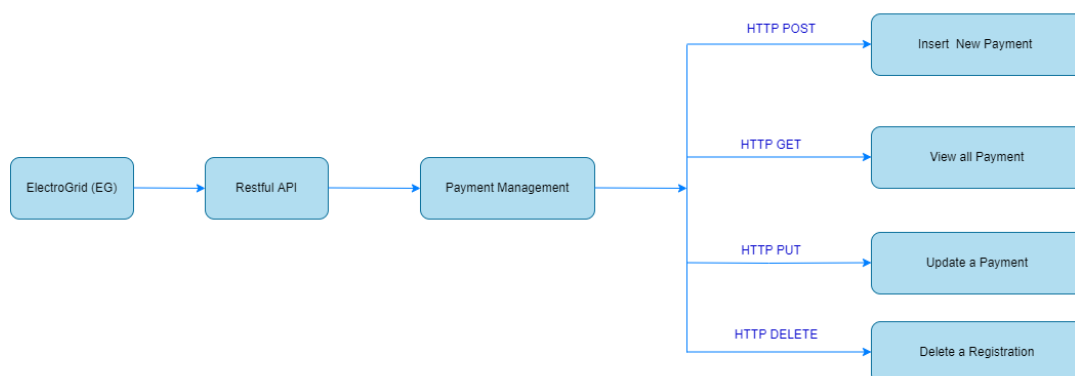 HTTP POST
Insert New Payment
HTTP GET
View all Payment
ElectroGrid (EG)
Restful API
Payment Management
HTTP PUT
Update a Payment
HTTP DELETE
Delete a Registration